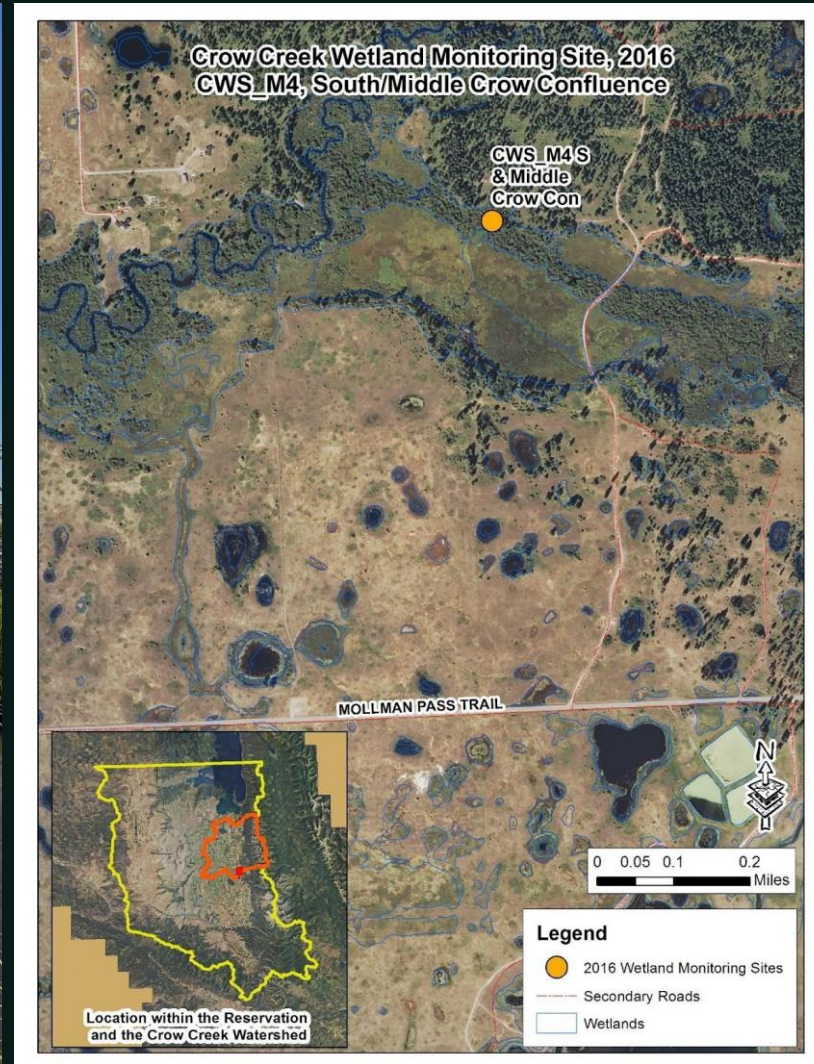 Crow Creek Wetland Monitoring Site, 2016
CWS_M4, South/Middle Crow Confluence
CWS_M4 S
& Middle
Crow Con
MOLLMAN PASS TRAIL
N
0 0.05 0.1 0.2
Miles
Legend
2016 Wetland Monitoring Sites
Secondary Roads
Wetlands
Location within the Reservation
and the Crow Creek Watershed